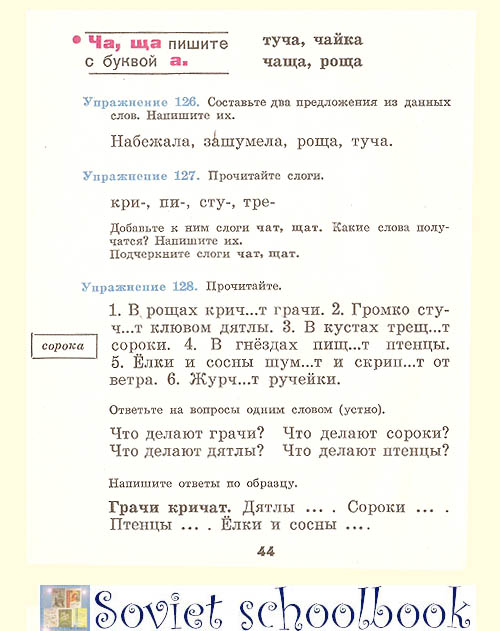 • Ча, ща пишите
с буквой а.
туча, чайка
чаща, роща
Упражнение 126. Составьте два предложения из данных
слов. Напишите их.
Набежала, зашумела, роща, туча.
Упражнение 127. Прочитайте слоги.
кри-, пи-, сту-, тре-
Добавьте к ним слоги чат, щат. Какие слова полу-
чатся? Напишите их.
Подчеркните слоги чат, щат.
Упражнение 128. Прочитайте.
1. В рощах крич...т грачи. 2. Громко сту-
ч...т клювом дятлы. 3. В кустах трещ...т
сорока
сороки. 4. В гнёздах пищ...т птенцы.
5. Ёлки и сосны шум...т и скрип...т от
ветра. 6. Журч...т ручейки.
Ответьте на вопросы одним словом (устно).
Что делают грачи? Что делают сороки?
Что делают дятлы? Что делают птенцы?
Напишите ответы по образцу.
Грачи кричат. Дятлы ... . Сороки ... .
Птенцы ... . Ёлки и сосны ... .
44
Soviet schoolbook